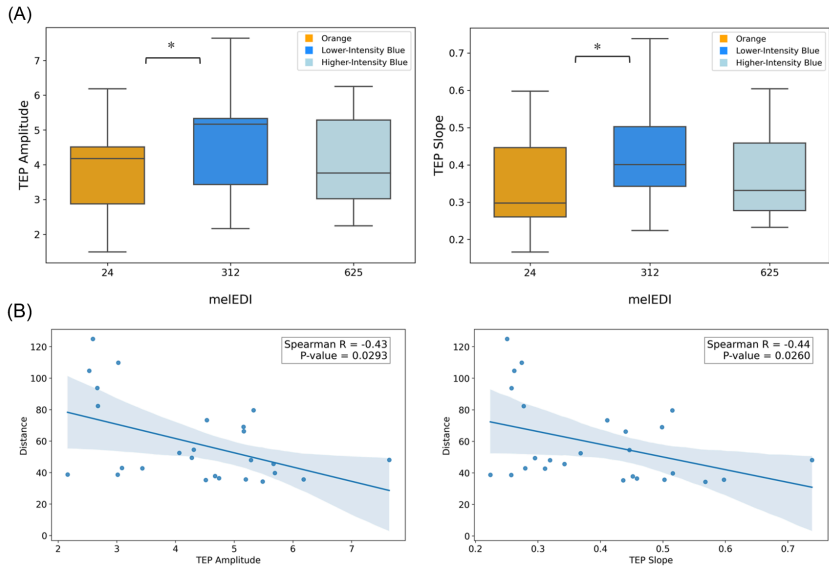 (A)
*
Orange
Lower-Intensity Blue
Higher-Intensity Blue
TEP Amplitude
7
6
5
4
3
2
24
312
625
melEDI
*
Orange
Lower-Intensity Blue
Higher-Intensity Blue
TEP Slope
0.7
0.6
0.5
0.4
0.3
0.2
24
312
625
melEDI
(B)
Spearman R = -0.43
P-value = 0.0293
Distance
120
100
80
60
40
20
0
2
3
4
5
6
7
TEP Amplitude
Spearman R = -0.44
P-value = 0.0260
Distance
120
100
80
60
40
20
0
0.2
0.3
0.4
0.5
0.6
0.7
TEP Slope